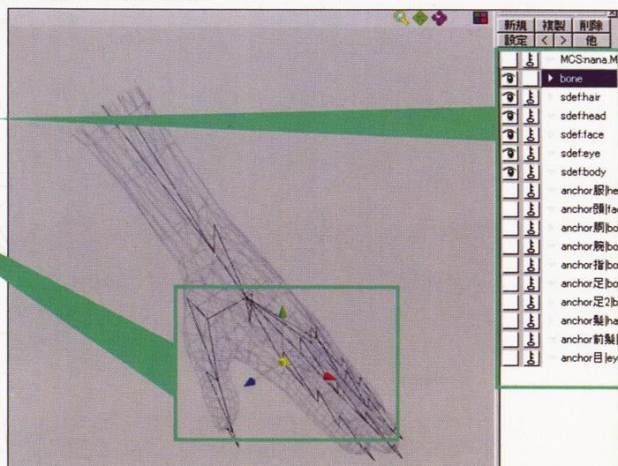 新規 複製 削除
設定 < > 他
MCS:nana.M
bone
sdef:hair
sdef:head
sdef:face
sdef:eye
sdef:body
anchor服|he
anchor頭|fac
anchor胴|bo
anchor腕|bo
anchor指|bo
anchor足|bo
anchor足2|b
anchor髪|ha
anchor前髪|
anchor目|ey